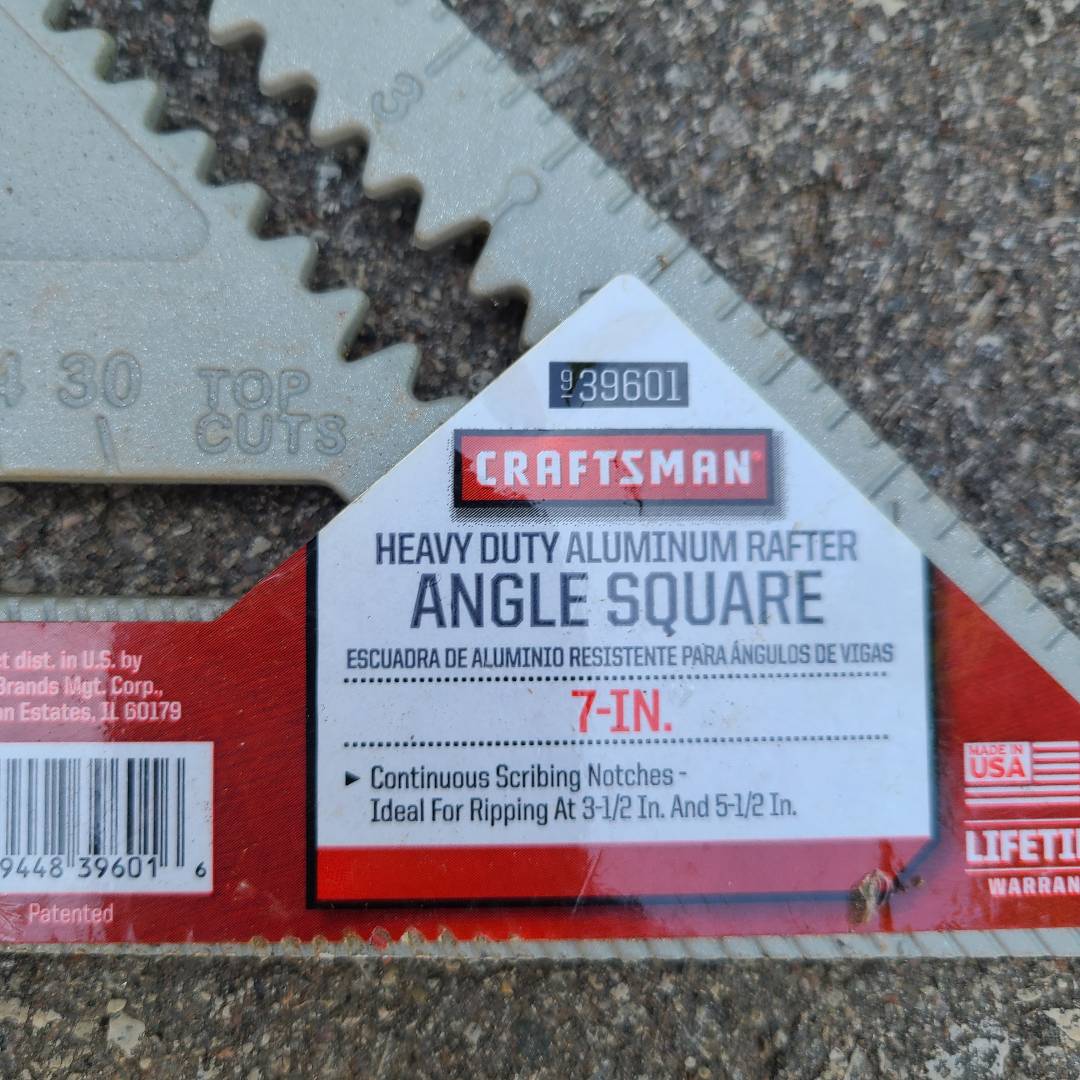 3
4 30 TOP
CUTS
939601
CRAFTSMAN
HEAVY DUTY ALUMINUM RAFTER
ANGLE SQUARE
ESCUADRA DE ALUMINIO RESISTENTE PARA ÁNGULOS DE VIGAS
7-IN.
▶ Continuous Scribing Notches -
Ideal For Ripping At 3-1/2 In. And 5-1/2 In.
t dist. in U.S. by
Brands Mgt. Corp.,
n Estates, IL 60179
9448 39601 6
Patented
MADE IN
USA
LIFETI
WARRAN